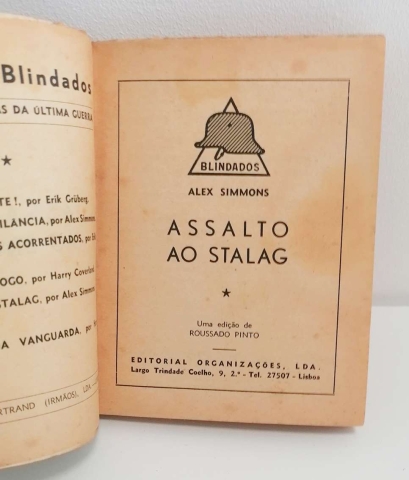 Blindados
AS DA ÚLTIMA GUERRA
TE!, por Erik Grüberg
ILANCIA, por Alex Simmons
S ACORRENTADOS, por
OGO, por Harry Coverland
STALAG, por Alex Simmons
A VANGUARDA, por
RTRAND (IRMÃOS), LDA
BLINDADOS
ALEX SIMMONS
ASSALTO
AO STALAG
Uma edição de
ROUSSADO PINTO
EDITORIAL ORGANIZAÇÕES, LDA.
Largo Trindade Coelho, 9, 2.º - Tel. 27507 - Lisboa